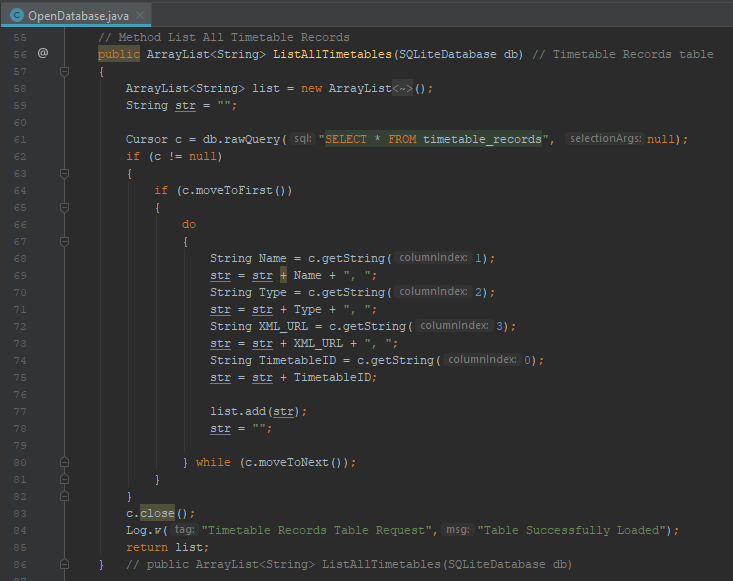 OpenDatabase.java
55 // Method List All Timetable Records
56 @ public ArrayList<String> ListAllTimetables(SQLiteDatabase db) // Timetable Records table
57 {
58 ArrayList<String> list = new ArrayList<~>();
59 String str = "";
60
61 Cursor c = db.rawQuery( sql: "SELECT * FROM timetable_records", selectionArgs: null);
62 if (c != null)
63 {
64 if (c.moveToFirst())
65 {
66 do
67 {
68 String Name = c.getString( columnIndex: 1);
69 str = str + Name + ", ";
70 String Type = c.getString( columnIndex: 2);
71 str = str + Type + ", ";
72 String XML_URL = c.getString( columnIndex: 3);
73 str = str + XML_URL + ", ";
74 String TimetableID = c.getString( columnIndex: 0);
75 str = str + TimetableID;
76
77 list.add(str);
78 str = "";
79
80 } while (c.moveToNext());
81 }
82 }
83 c.close();
84 Log.v( tag: "Timetable Records Table Request", msg: "Table Successfully Loaded");
85 return list;
86 } // public ArrayList<String> ListAllTimetables(SQLiteDatabase db)